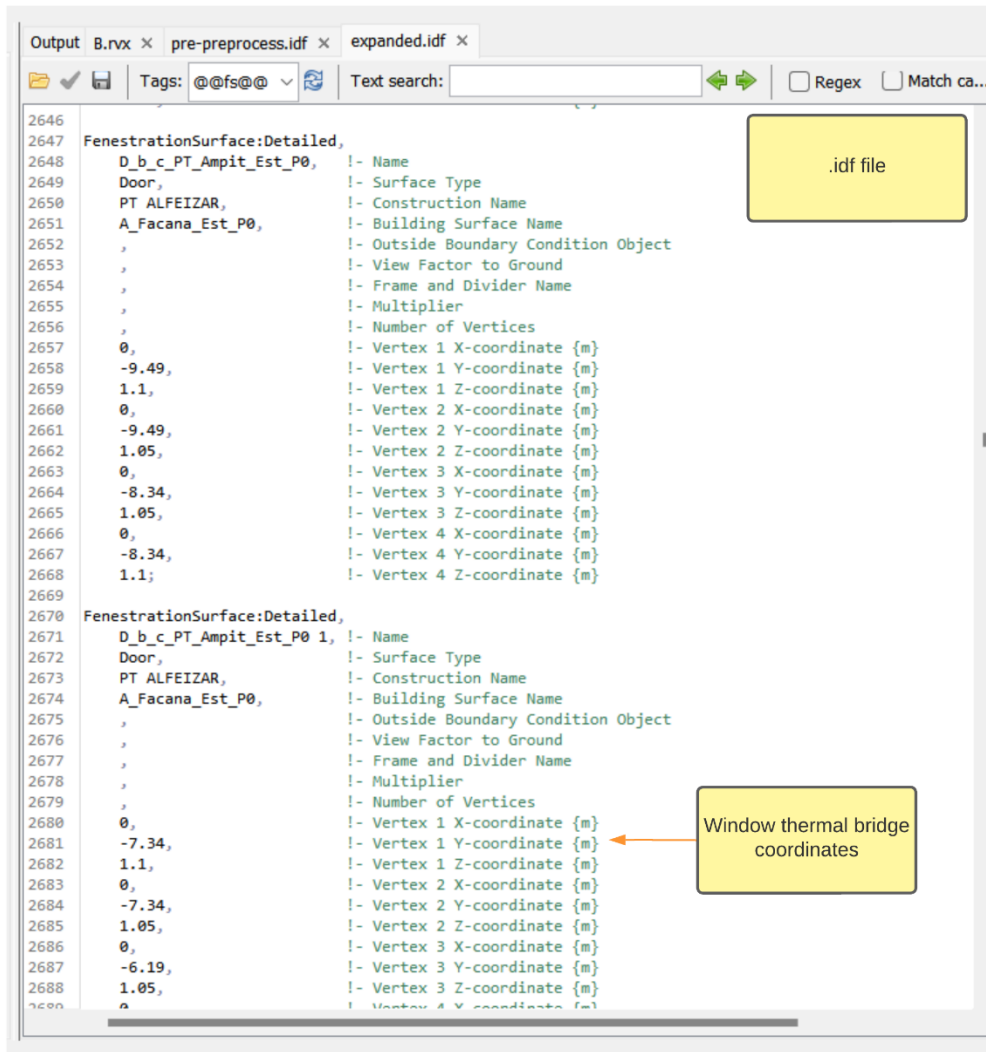 Output B.rvx × pre-preprocess.idf × expanded.idf ×
Tags: @@fs@@ Text search: Regex Match ca...
2646
2647 FenestrationSurface:Detailed,
2648 D_b_c_PT_Ampit_Est_P0, !- Name
2649 Door, !- Surface Type
2650 PT ALFEIZAR, !- Construction Name
2651 A_Facana_Est_P0, !- Building Surface Name
2652 , !- Outside Boundary Condition Object
2653 , !- View Factor to Ground
2654 , !- Frame and Divider Name
2655 , !- Multiplier
2656 , !- Number of Vertices
2657 0, !- Vertex 1 X-coordinate {m}
2658 -9.49, !- Vertex 1 Y-coordinate {m}
2659 1.1, !- Vertex 1 Z-coordinate {m}
2660 0, !- Vertex 2 X-coordinate {m}
2661 -9.49, !- Vertex 2 Y-coordinate {m}
2662 1.05, !- Vertex 2 Z-coordinate {m}
2663 0, !- Vertex 3 X-coordinate {m}
2664 -8.34, !- Vertex 3 Y-coordinate {m}
2665 1.05, !- Vertex 3 Z-coordinate {m}
2666 0, !- Vertex 4 X-coordinate {m}
2667 -8.34, !- Vertex 4 Y-coordinate {m}
2668 1.1; !- Vertex 4 Z-coordinate {m}
2669
2670 FenestrationSurface:Detailed,
2671 D_b_c_PT_Ampit_Est_P0 1, !- Name
2672 Door, !- Surface Type
2673 PT ALFEIZAR, !- Construction Name
2674 A_Facana_Est_P0, !- Building Surface Name
2675 , !- Outside Boundary Condition Object
2676 , !- View Factor to Ground
2677 , !- Frame and Divider Name
2678 , !- Multiplier
2679 , !- Number of Vertices
2680 0, !- Vertex 1 X-coordinate {m}
2681 -7.34, !- Vertex 1 Y-coordinate {m}
2682 1.1, !- Vertex 1 Z-coordinate {m}
2683 0, !- Vertex 2 X-coordinate {m}
2684 -7.34, !- Vertex 2 Y-coordinate {m}
2685 1.05, !- Vertex 2 Z-coordinate {m}
2686 0, !- Vertex 3 X-coordinate {m}
2687 -6.19, !- Vertex 3 Y-coordinate {m}
2688 1.05, !- Vertex 3 Z-coordinate {m}
.idf file
Window thermal bridge
coordinates